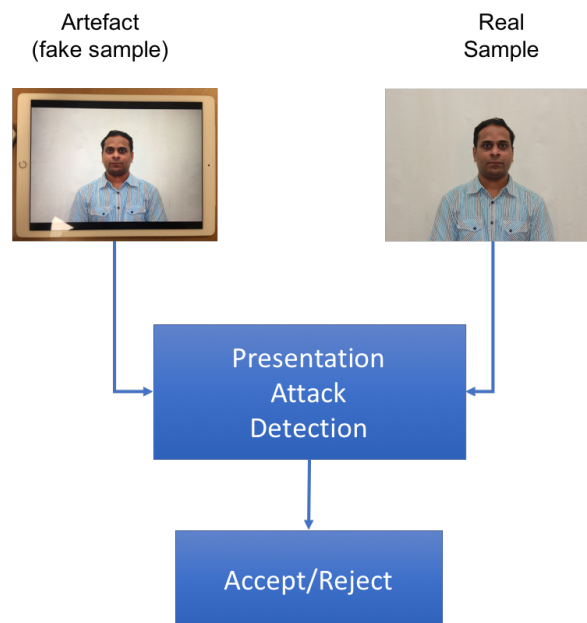 Artefact
(fake sample)
Real
Sample
Presentation
Attack
Detection
Accept/Reject